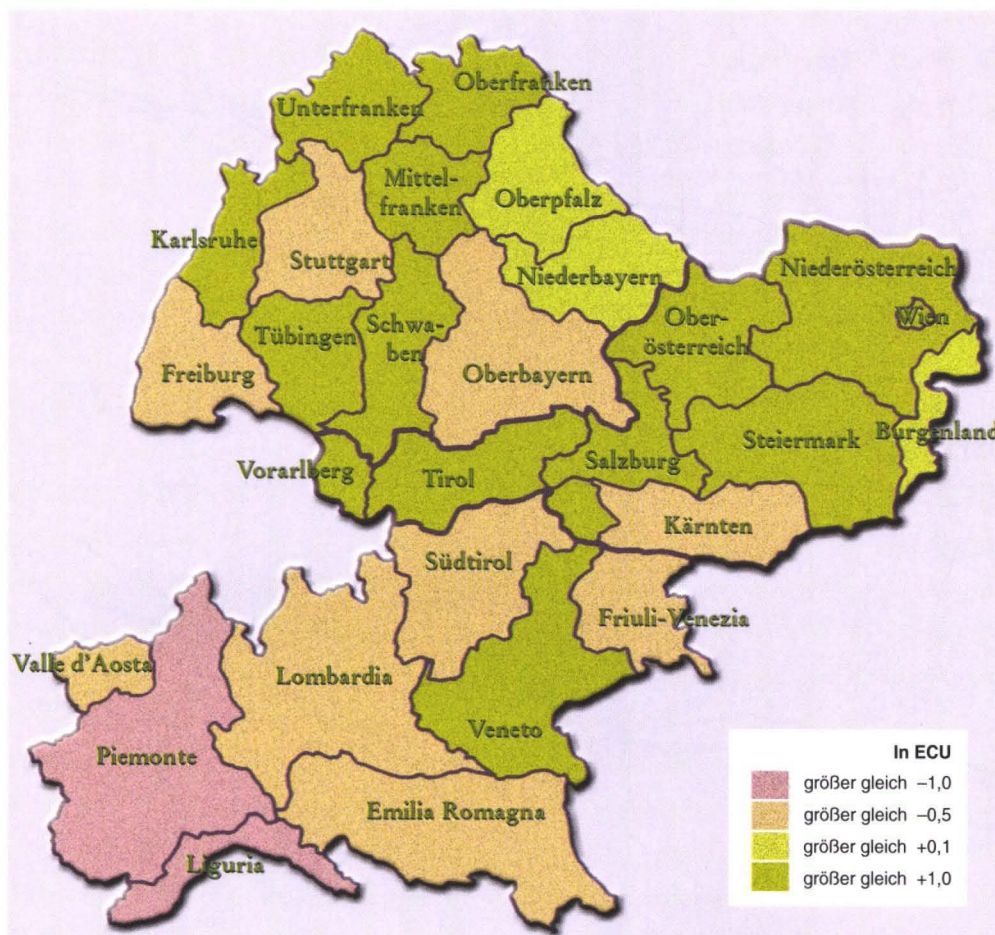 Oberfranken
Unterfranken
Mittel-
franken
Oberpfalz
Karlsruhe
Stuttgart
Niederbayern
Niederösterreich
Wien
Tübingen
Schwa-
ben
Ober-
österreich
Freiburg
Oberbayern
Steiermark
Burgenland
Vorarlberg
Tirol
Salzburg
Kärnten
Südtirol
Friuli-Venezia
Valle d'Aosta
Lombardia
Veneto
Piemonte
Emilia Romagna
Liguria
In ECU
größer gleich –1,0
größer gleich –0,5
größer gleich +0,1
größer gleich +1,0